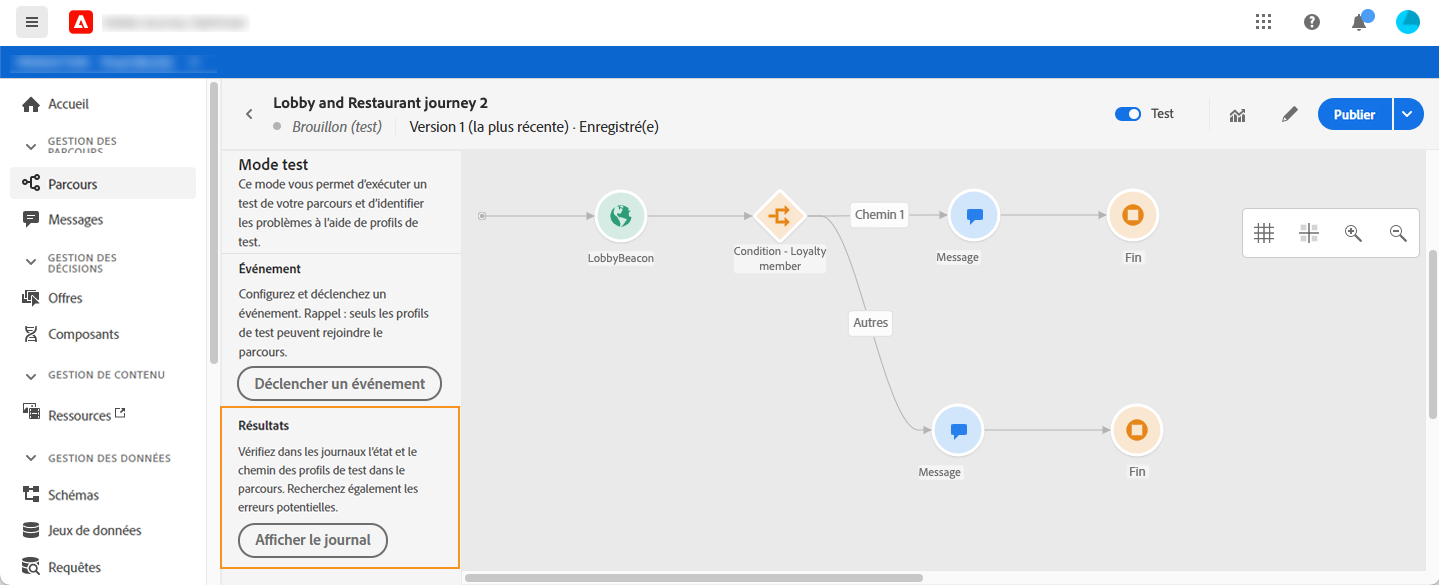 Lobby and Restaurant journey 2
Brouillon (test)
Version 1 (la plus récente) · Enregistré(e)
Test
Publier
Accueil
GESTION DES
PARCOURS
Parcours
Messages
GESTION DES
DÉCISIONS
Offres
Composants
GESTION DE CONTENU
Ressources
GESTION DES DONNÉES
Schémas
Jeux de données
Requêtes
Mode test
Ce mode vous permet d'exécuter un
test de votre parcours et d'identifier
les problèmes à l'aide de profils de
test.
Événement
Configurez et déclenchez un
événement. Rappel : seuls les profils
de test peuvent rejoindre le
parcours.
Déclencher un événement
Résultats
Vérifiez dans les journaux l'état et le
chemin des profils de test dans le
parcours. Recherchez également les
erreurs potentielles.
Afficher le journal
LobbyBeacon
Condition - Loyalty
member
Chemin 1
Message
Fin
Autres
Message
Fin